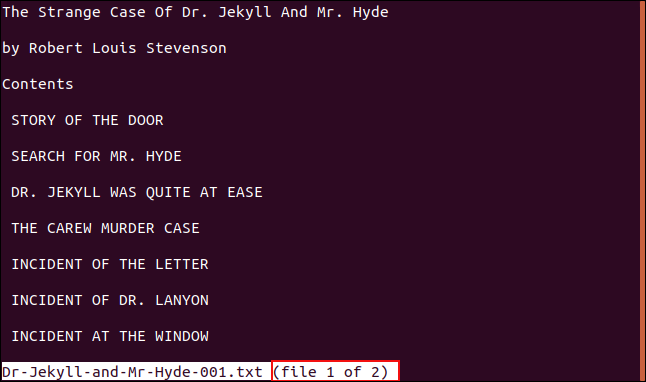 The Strange Case Of Dr. Jekyll And Mr. Hyde
by Robert Louis Stevenson
Contents
STORY OF THE DOOR
SEARCH FOR MR. HYDE
DR. JEKYLL WAS QUITE AT EASE
THE CAREW MURDER CASE
INCIDENT OF THE LETTER
INCIDENT OF DR. LANYON
INCIDENT AT THE WINDOW
Dr-Jekyll-and-Mr-Hyde-001.txt (file 1 of 2)